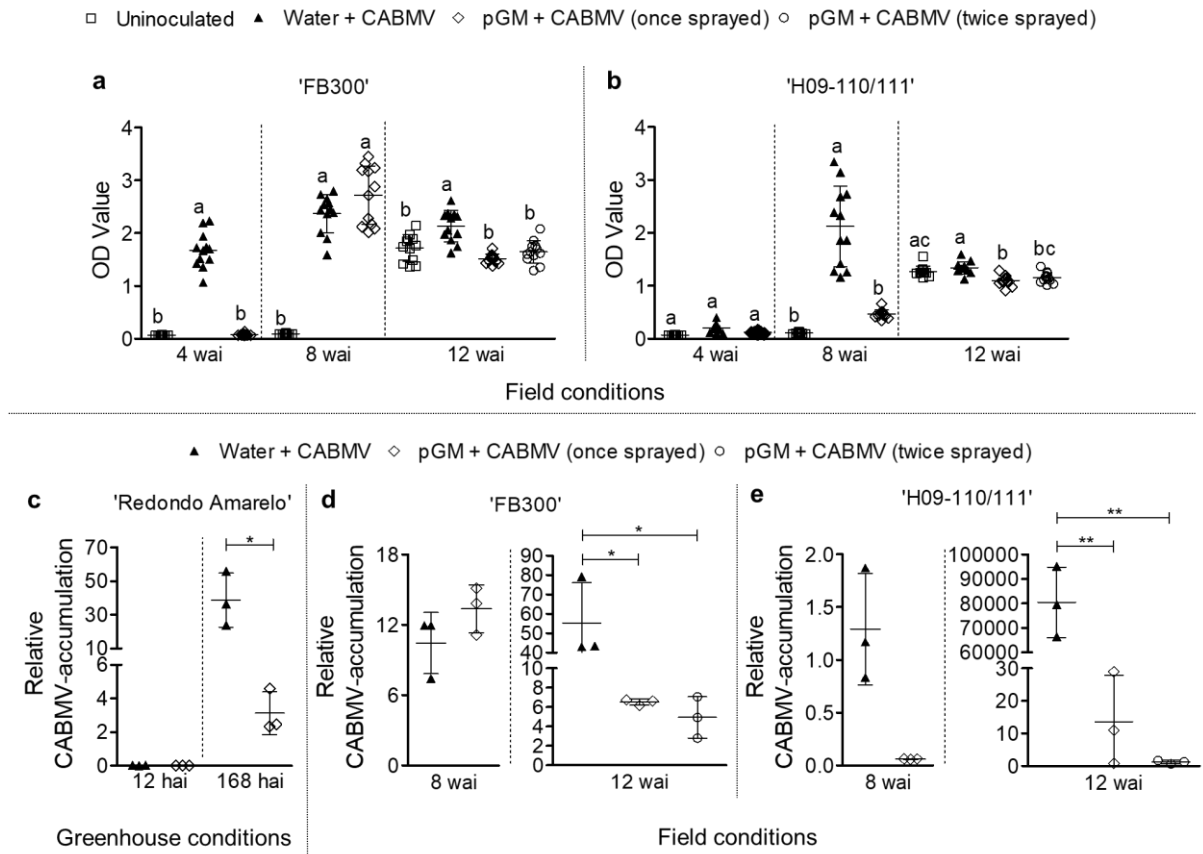 Uninoculated Water + CABMV pGM + CABMV (once sprayed) pGM + CABMV (twice sprayed)
a 'FB300'
b 'H09-110/111'
OD Value
4
3
2
1
0
b a b
b a a
b a b b
4 wai 8 wai 12 wai
OD Value
4
3
2
1
0
a a a
b a b
ac a b bc
4 wai 8 wai 12 wai
Field conditions
Water + CABMV pGM + CABMV (once sprayed) pGM + CABMV (twice sprayed)
c 'Redondo Amarelo'
Relative
CABMV-accumulation
70
50
30
10
6
4
2
0
*
12 hai 168 hai
Greenhouse conditions
d 'FB300'
Relative
CABMV-accumulation
18
12
6
0
8 wai
90
80
70
60
50
40
10
8
6
4
2
0
*
*
12 wai
e 'H09-110/111'
Relative
CABMV-accumulation
2.0
1.5
1.0
0.5
0.0
8 wai
100000
90000
80000
70000
60000
30
20
10
0
**
**
12 wai
Field conditions